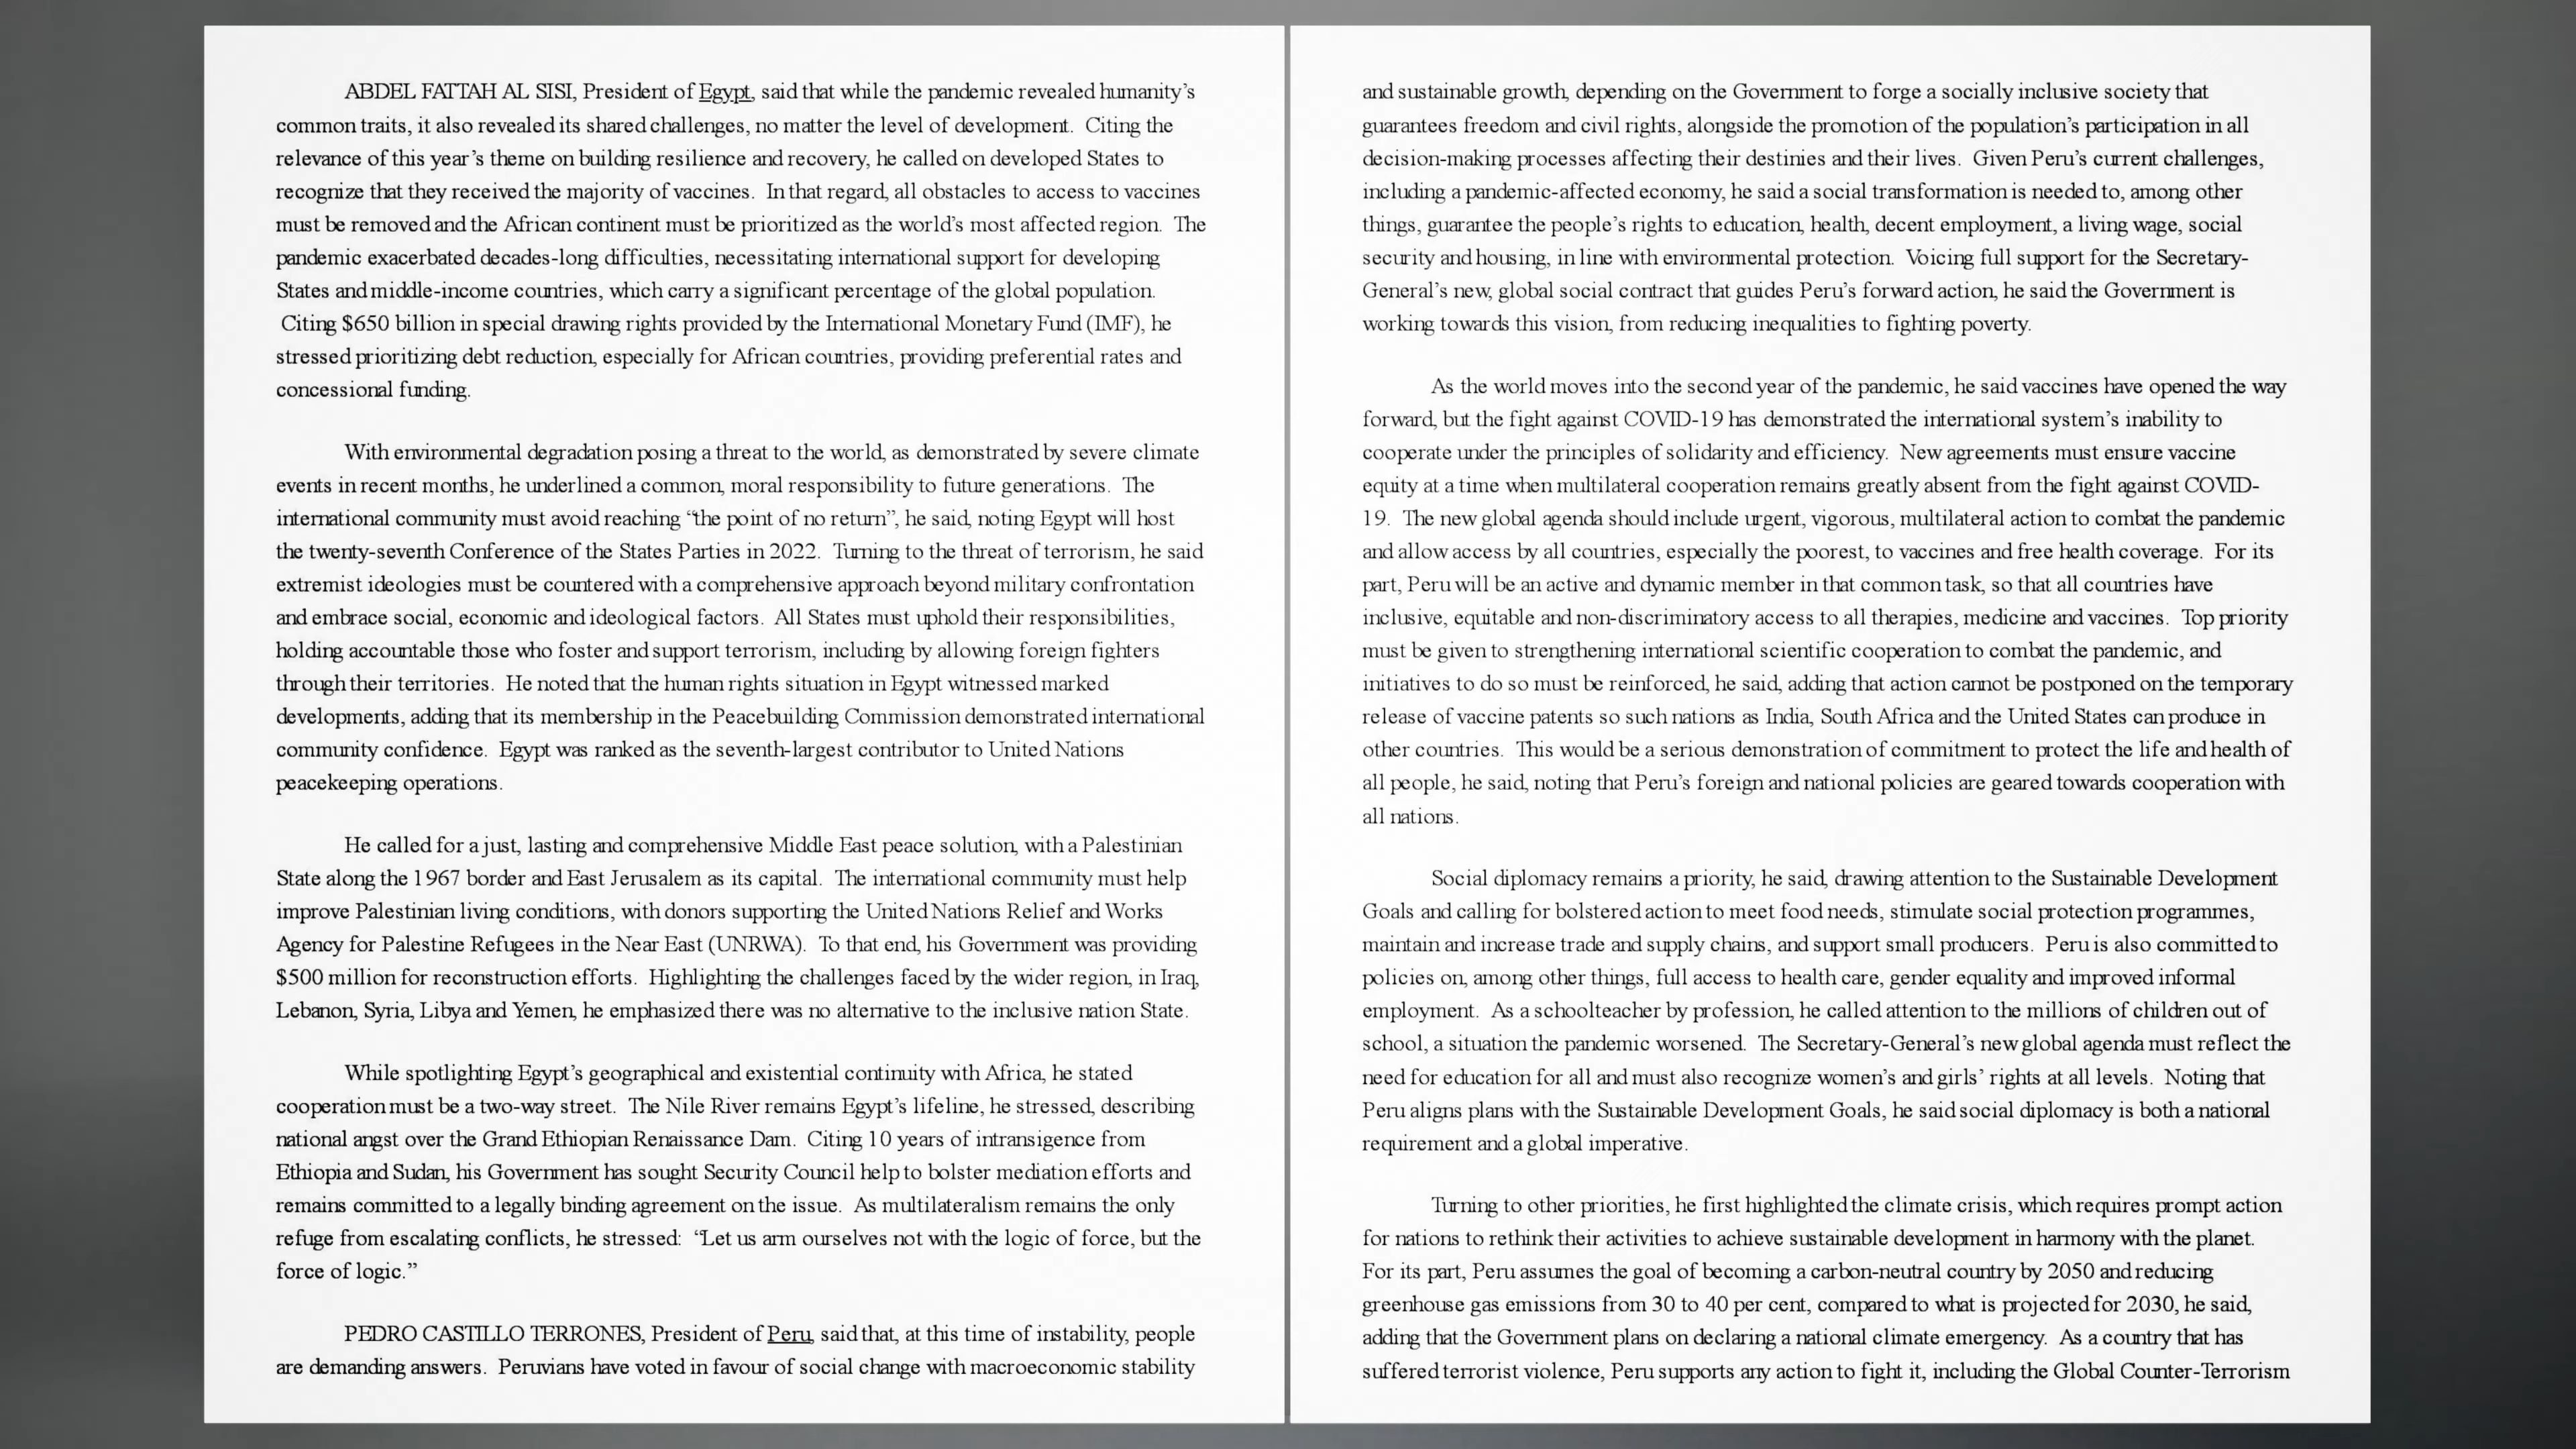 ABDEL FATTAH AL SISI, President of Egypt, said that while the pandemic revealed humanity’s
common traits, it also revealed its shared challenges, no matter the level of development.  Citing the
relevance of this year’s theme on building resilience and recovery, he called on developed States to
recognize that they received the majority of vaccines.  In that regard, all obstacles to access to vaccines
must be removed and the African continent must be prioritized as the world’s most affected region.  The
pandemic exacerbated decades-long difficulties, necessitating international support for developing
States and middle-income countries, which carry a significant percentage of the global population.
Citing $650 billion in special drawing rights provided by the International Monetary Fund (IMF), he
stressed prioritizing debt reduction, especially for African countries, providing preferential rates and
concessional funding.
With environmental degradation posing a threat to the world, as demonstrated by severe climate
events in recent months, he underlined a common, moral responsibility to future generations.  The
international community must avoid reaching “the point of no return”, he said, noting Egypt will host
the twenty-seventh Conference of the States Parties in 2022.  Turning to the threat of terrorism, he said
extremist ideologies must be countered with a comprehensive approach beyond military confrontation
and embrace social, economic and ideological factors.  All States must uphold their responsibilities,
holding accountable those who foster and support terrorism, including by allowing foreign fighters
through their territories.  He noted that the human rights situation in Egypt witnessed marked
developments, adding that its membership in the Peacebuilding Commission demonstrated international
community confidence.  Egypt was ranked as the seventh-largest contributor to United Nations
peacekeeping operations.
He called for a just, lasting and comprehensive Middle East peace solution, with a Palestinian
State along the 1967 border and East Jerusalem as its capital.  The international community must help
improve Palestinian living conditions, with donors supporting the United Nations Relief and Works
Agency for Palestine Refugees in the Near East (UNRWA).  To that end, his Government was providing
$500 million for reconstruction efforts.  Highlighting the challenges faced by the wider region, in Iraq,
Lebanon, Syria, Libya and Yemen, he emphasized there was no alternative to the inclusive nation State.
While spotlighting Egypt’s geographical and existential continuity with Africa, he stated
cooperation must be a two-way street.  The Nile River remains Egypt’s lifeline, he stressed, describing
national angst over the Grand Ethiopian Renaissance Dam.  Citing 10 years of intransigence from
Ethiopia and Sudan, his Government has sought Security Council help to bolster mediation efforts and
remains committed to a legally binding agreement on the issue.  As multilateralism remains the only
refuge from escalating conflicts, he stressed:  “Let us arm ourselves not with the logic of force, but the
force of logic.”
PEDRO CASTILLO TERRONES, President of Peru, said that, at this time of instability, people
are demanding answers.  Peruvians have voted in favour of social change with macroeconomic stability
and sustainable growth, depending on the Government to forge a socially inclusive society that
guarantees freedom and civil rights, alongside the promotion of the population’s participation in all
decision-making processes affecting their destinies and their lives.  Given Peru’s current challenges,
including a pandemic-affected economy, he said a social transformation is needed to, among other
things, guarantee the people’s rights to education, health, decent employment, a living wage, social
security and housing, in line with environmental protection.  Voicing full support for the Secretary-
General’s new, global social contract that guides Peru’s forward action, he said the Government is
working towards this vision, from reducing inequalities to fighting poverty.
As the world moves into the second year of the pandemic, he said vaccines have opened the way
forward, but the fight against COVID-19 has demonstrated the international system’s inability to
cooperate under the principles of solidarity and efficiency.  New agreements must ensure vaccine
equity at a time when multilateral cooperation remains greatly absent from the fight against COVID-
19.  The new global agenda should include urgent, vigorous, multilateral action to combat the pandemic
and allow access by all countries, especially the poorest, to vaccines and free health coverage.  For its
part, Peru will be an active and dynamic member in that common task, so that all countries have
inclusive, equitable and non-discriminatory access to all therapies, medicine and vaccines.  Top priority
must be given to strengthening international scientific cooperation to combat the pandemic, and
initiatives to do so must be reinforced, he said, adding that action cannot be postponed on the temporary
release of vaccine patents so such nations as India, South Africa and the United States can produce in
other countries.  This would be a serious demonstration of commitment to protect the life and health of
all people, he said, noting that Peru’s foreign and national policies are geared towards cooperation with
all nations.
Social diplomacy remains a priority, he said, drawing attention to the Sustainable Development
Goals and calling for bolstered action to meet food needs, stimulate social protection programmes,
maintain and increase trade and supply chains, and support small producers.  Peru is also committed to
policies on, among other things, full access to health care, gender equality and improved informal
employment.  As a schoolteacher by profession, he called attention to the millions of children out of
school, a situation the pandemic worsened.  The Secretary-General’s new global agenda must reflect the
need for education for all and must also recognize women’s and girls’ rights at all levels.  Noting that
Peru aligns plans with the Sustainable Development Goals, he said social diplomacy is both a national
requirement and a global imperative.
Turning to other priorities, he first highlighted the climate crisis, which requires prompt action
for nations to rethink their activities to achieve sustainable development in harmony with the planet.
For its part, Peru assumes the goal of becoming a carbon-neutral country by 2050 and reducing
greenhouse gas emissions from 30 to 40 per cent, compared to what is projected for 2030, he said,
adding that the Government plans on declaring a national climate emergency.  As a country that has
suffered terrorist violence, Peru supports any action to fight it, including the Global Counter-Terrorism